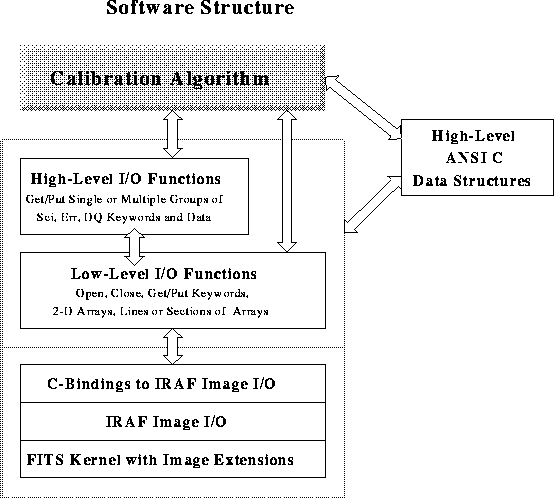 Software Structure
Calibration Algorithm
High-Level
ANSI C
Data Structures
High-Level I/O Functions
Get/Put Single or Multiple Groups of
Sci, Err, DQ Keywords and Data
Low-Level I/O Functions
Open, Close, Get/Put Keywords,
2-D Arrays, Lines or Sections of Arrays
C-Bindings to IRAF Image I/O
IRAF Image I/O
FITS Kernel with Image Extensions